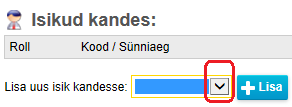 Isikud kandes:
Roll Kood / Sünniaeg
Lisa uus isik kandesse: Lisa